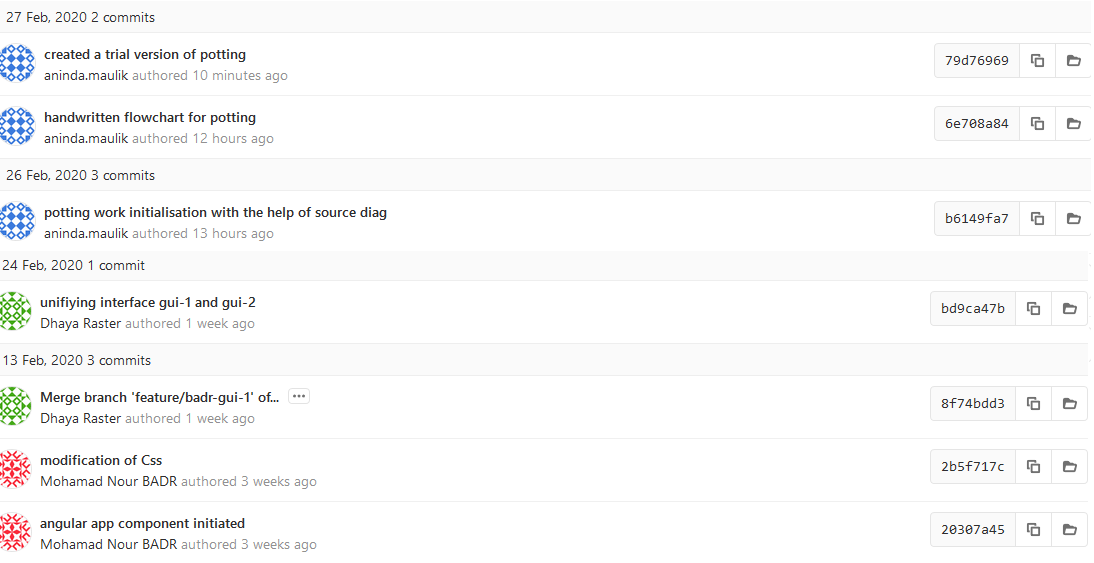 27 Feb, 2020 2 commits
created a trial version of potting
79d76969
aninda.maulik authored 10 minutes ago
handwritten flowchart for potting
6e708a84
aninda.maulik authored 12 hours ago
26 Feb, 2020 3 commits
potting work initialisation with the help of source diag
b6149fa7
aninda.maulik authored 13 hours ago
24 Feb, 2020 1 commit
unifiying interface gui-1 and gui-2
bd9ca47b
Dhaya Raster authored 1 week ago
13 Feb, 2020 3 commits
Merge branch 'feature/badr-gui-1' of...
8f74bdd3
Dhaya Raster authored 1 week ago
modification of Css
2b5f717c
Mohamad Nour BADR authored 3 weeks ago
angular app component initiated
20307a45
Mohamad Nour BADR authored 3 weeks ago